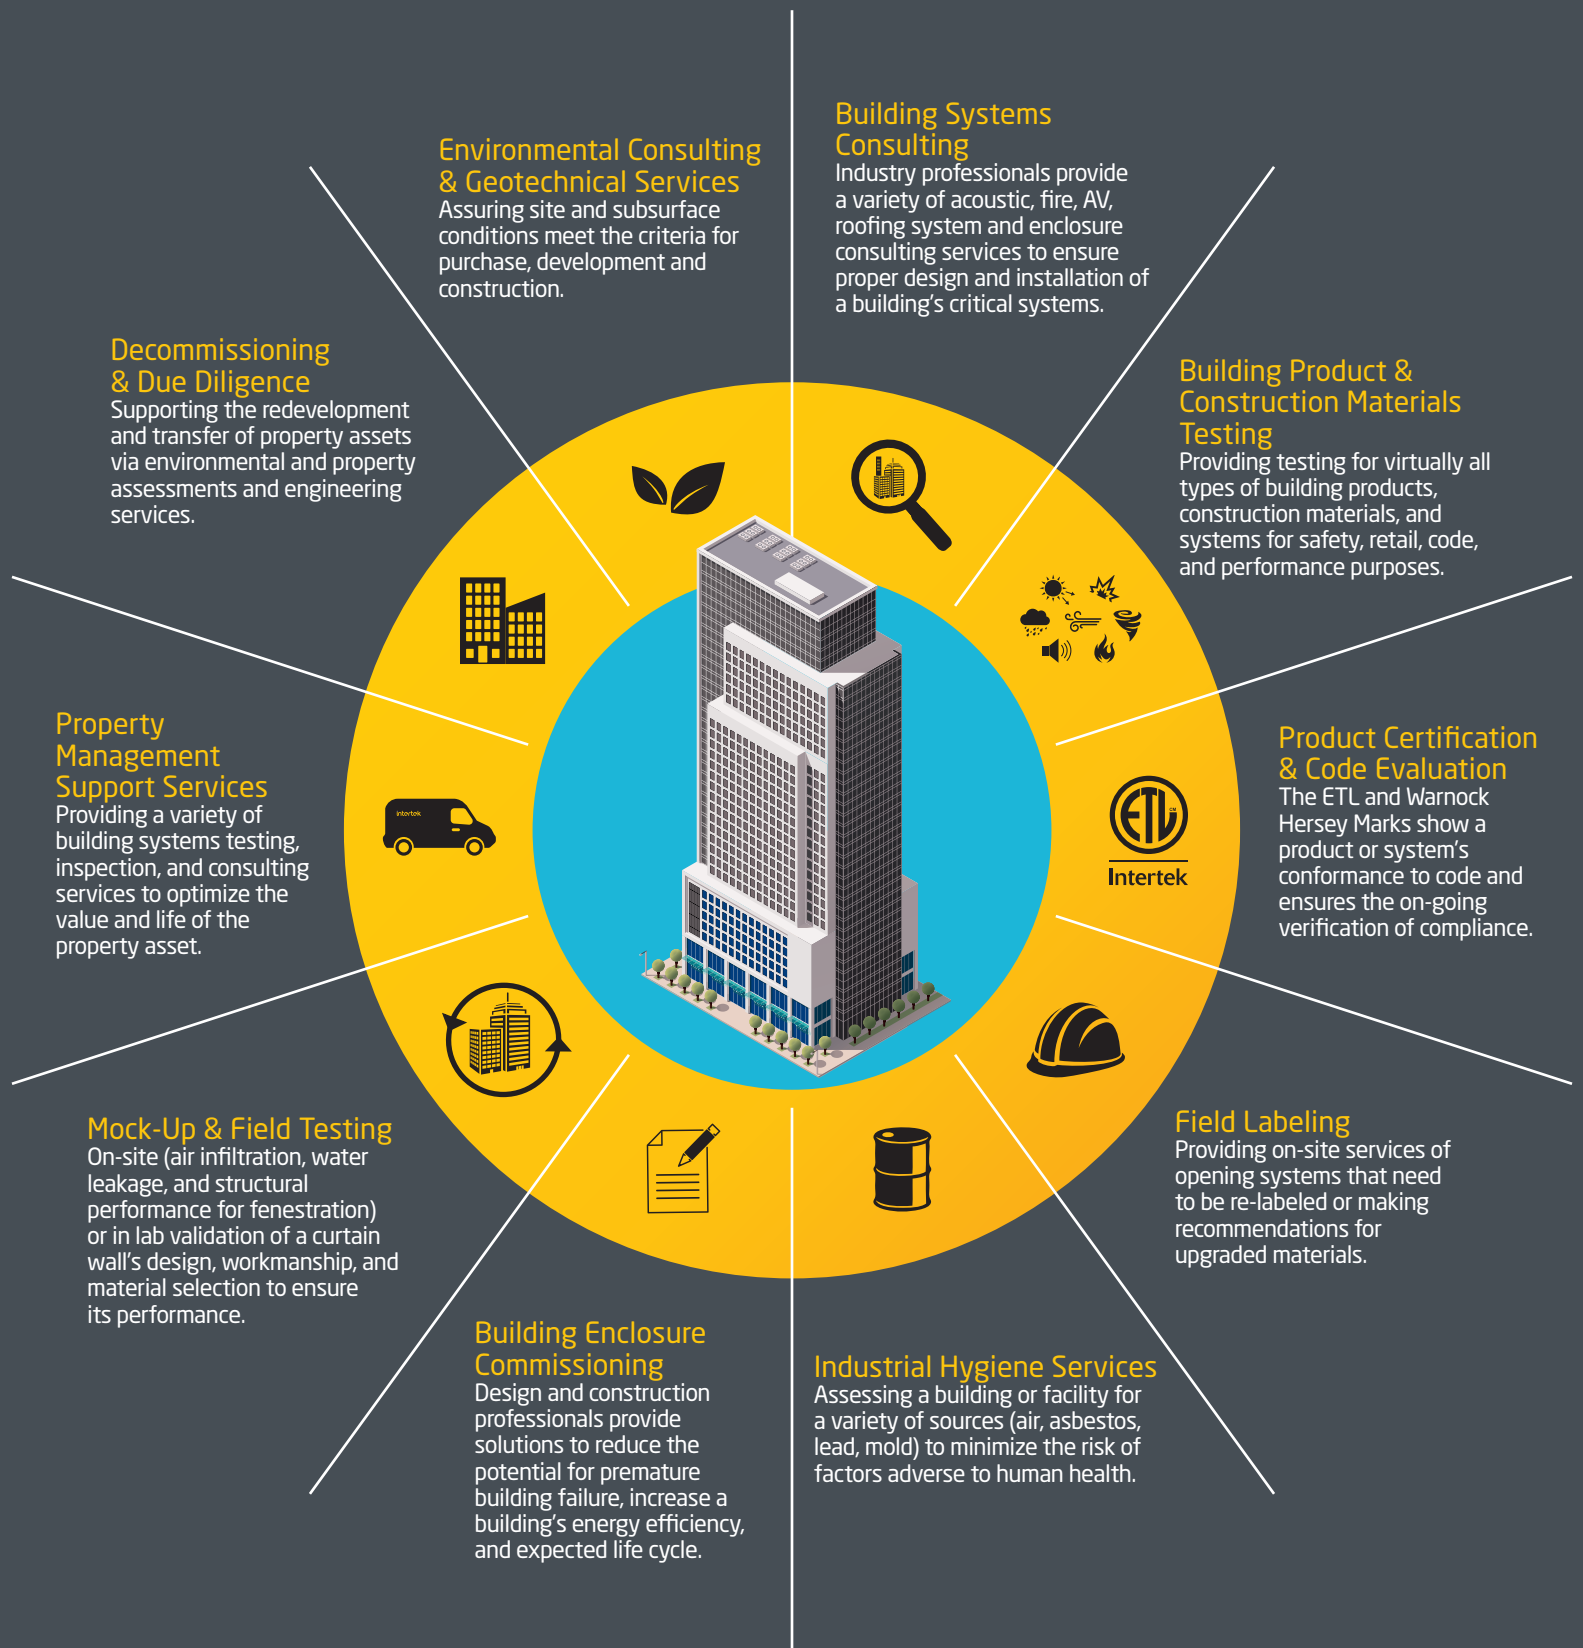 Environmental Consulting
& Geotechnical Services
Assuring site and subsurface
conditions meet the criteria for
purchase, development and
construction.
Building Systems
Consulting
Industry professionals provide
a variety of acoustic, fire, AV,
roofing system and enclosure
consulting services to ensure
proper design and installation of
a building's critical systems.
Decommissioning
& Due Diligence
Supporting the redevelopment
and transfer of property assets
via environmental and property
assessments and engineering
services.
Building Product &
Construction Materials
Testing
Providing testing for virtually all
types of building products,
construction materials, and
systems for safety, retail, code,
and performance purposes.
Property
Management
Support Services
Providing a variety of
building systems testing,
inspection, and consulting
services to optimize the
value and life of the
property asset.
intertek
ETL CM
Intertek
Product Certification
& Code Evaluation
The ETL and Warnock
Hersey Marks show a
product or system's
conformance to code and
ensures the on-going
verification of compliance.
Mock-Up & Field Testing
On-site (air infiltration, water
leakage, and structural
performance for fenestration)
or in lab validation of a curtain
wall's design, workmanship, and
material selection to ensure
its performance.
Field Labeling
Providing on-site services of
opening systems that need
to be re-labeled or making
recommendations for
upgraded materials.
Building Enclosure
Commissioning
Design and construction
professionals provide
solutions to reduce the
potential for premature
building failure, increase a
building's energy efficiency,
and expected life cycle.
Industrial Hygiene Services
Assessing a building or facility for
a variety of sources (air, asbestos,
lead, mold) to minimize the risk of
factors adverse to human health.